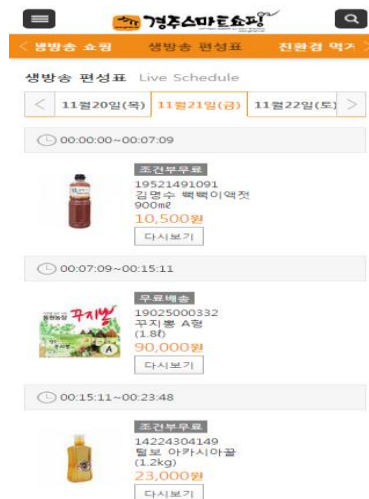 경주스마트쇼핑
생방송 쇼핑 생방송 편성표 친환경 먹거
생방송 편성표 Live Schedule
< 11월20일(목) 11월21일(금) 11월22일(토) >
00:00:00~00:07:09
조건부무료
19521491091
김명수 빽빽이액젓
900㎖
10,500원
다시보기
00:07:09~00:15:11
꾸지뽕
A
무료배송
19025000332
꾸지뽕 A형
(1.8ℓ)
90,000원
다시보기
00:15:11~00:23:48
조건부무료
14224304149
털보 아카시아꿀
(1.2kg)
23,000원
다시보기